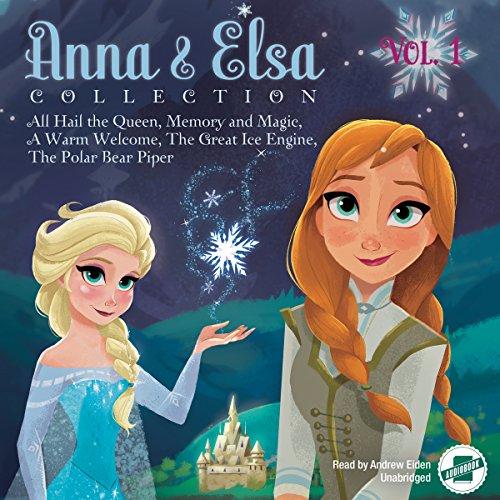 Anna & Elsa
VOL. 1
COLLECTION
All Hail the Queen, Memory and Magic,
A Warm Welcome, The Great Ice Engine,
The Polar Bear Piper
Read by Andrew Eiden
Unabridged
AUDIOBOOK